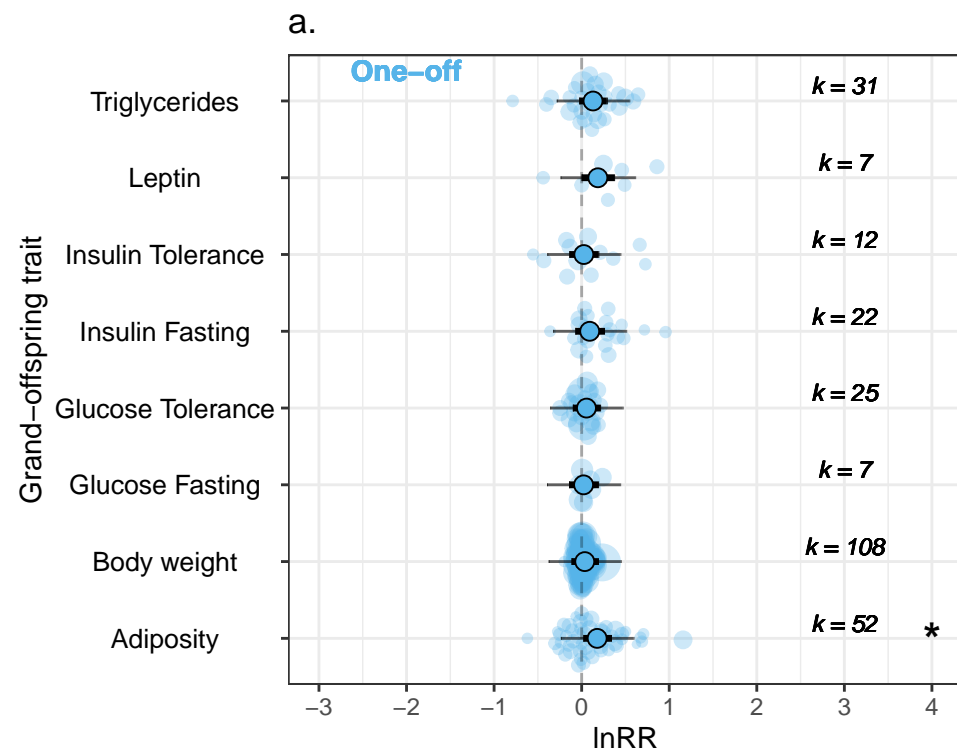 a.
One−off
Triglycerides
k = 31
Leptin
k = 7
Insulin Tolerance
k = 12
Insulin Fasting
k = 22
Glucose Tolerance
k = 25
Glucose Fasting
k = 7
Body weight
k = 108
Adiposity
k = 52 *
Grand−offspring trait
−3 −2 −1 0 1 2 3 4
lnRR